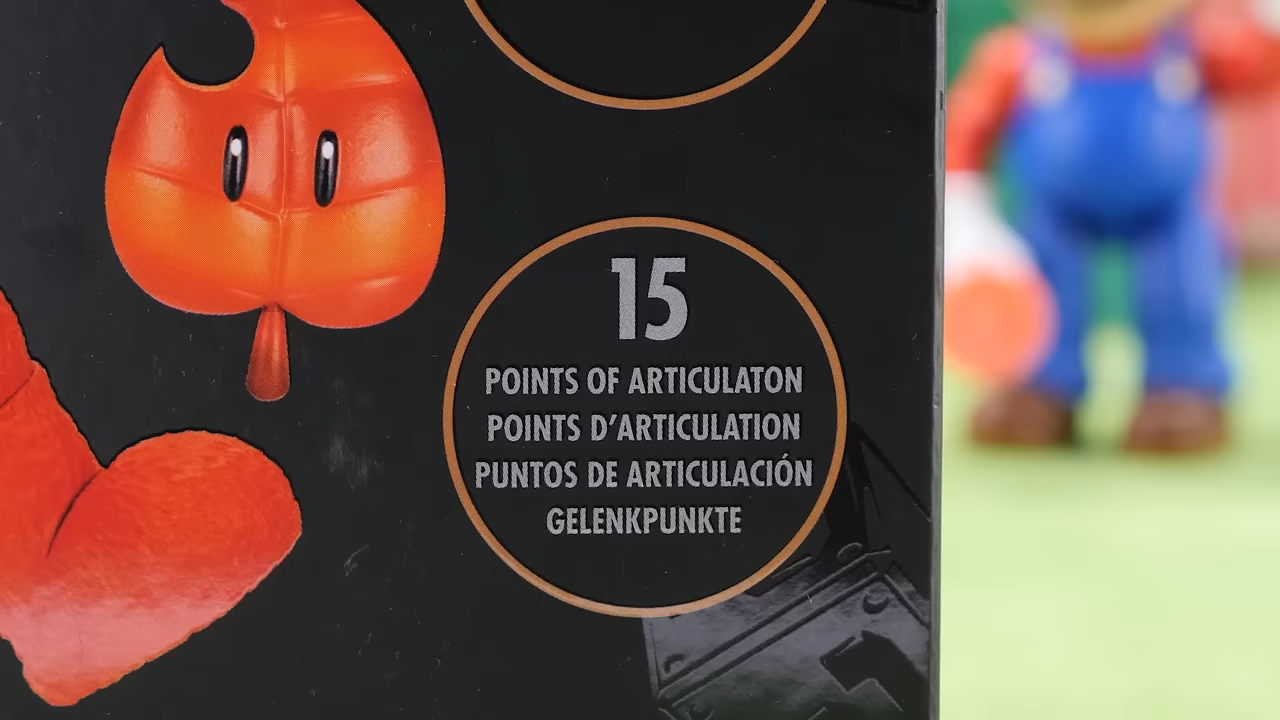 15
POINTS OF ARTICULATON
POINTS D'ARTICULATION
PUNTOS DE ARTICULACIÓN
GELENKPUNKTE